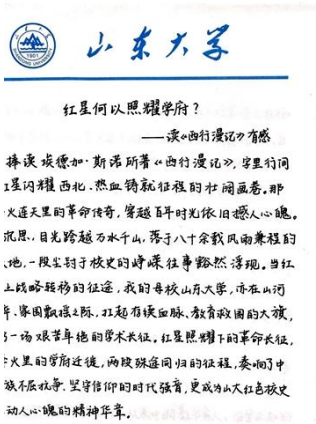 山东大学
1901
红星何以照耀学府？
——读《西行漫记》有感
捧读埃德加·斯诺所著《西行漫记》，字里行间
星闪耀西北、热血铸就征程的壮阔画卷。那
火连天里的革命传奇，穿越百年时光依旧撼人心魄。
沉思，目光跨越万水千山，落于八十余载风雨兼程的
地，一段尘封于校史的峥嵘往事豁然浮现。当红
上战略转移的征途，我的母校山东大学，亦在山河
、家国飘摇之际，扛起存续血脉、教育救国的大旗，
一场艰苦卓绝的学术长征。红星照耀下的革命长征，
火里的学府迁徙，两段殊途同归的征程，奏响了中
族不屈抗争、坚守信仰的时代强音，更成为山大红色校史
动人心魄的精神华章。